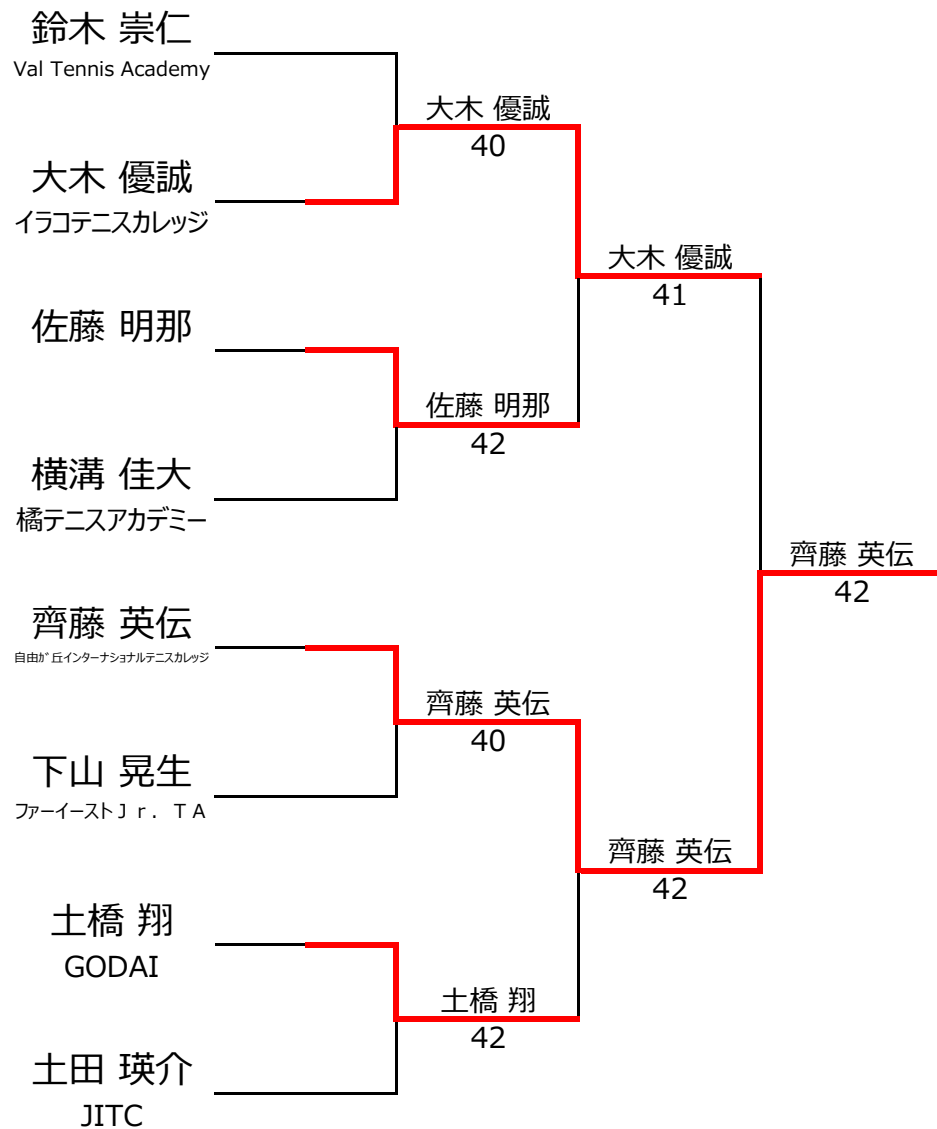 鈴木 崇仁
Val Tennis Academy
大木 優誠
イラコテニスカレッジ
佐藤 明那
横溝 佳大
橘テニスアカデミー
齊藤 英伝
自由ガ丘インターナショナルテニスカレッジ
下山 晃生
ファーイーストＪｒ．ＴＡ
土橋 翔
GODAI
土田 瑛介
JITC
大木 優誠
40
佐藤 明那
42
齊藤 英伝
40
土橋 翔
42
大木 優誠
41
齊藤 英伝
42
齊藤 英伝
42